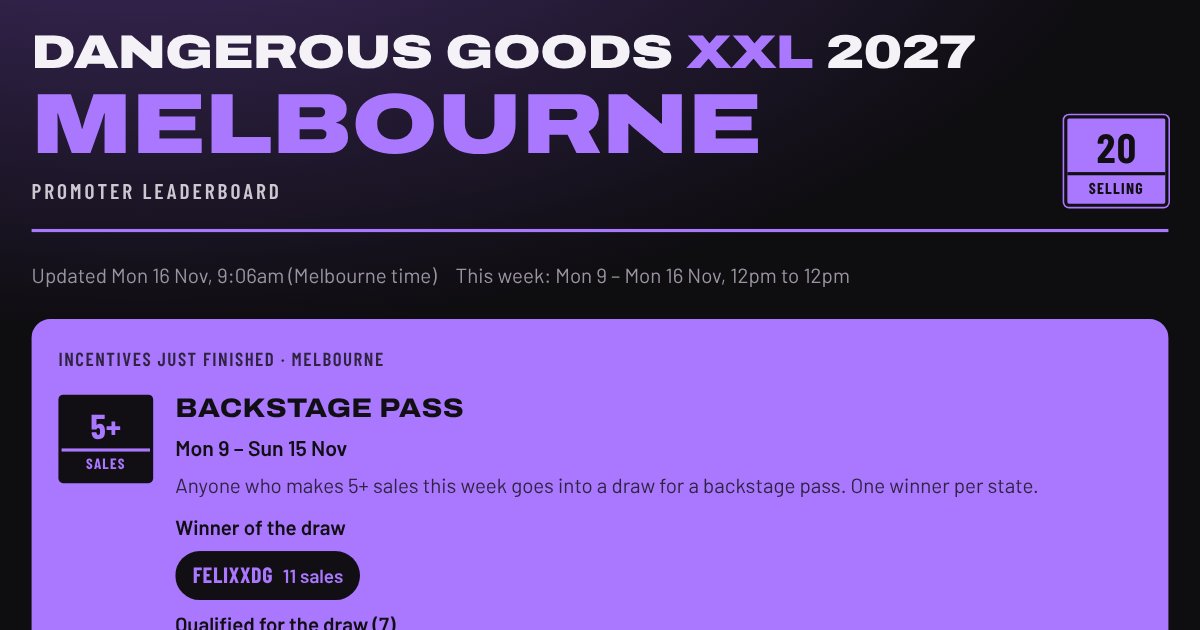 DANGEROUS GOODS XXL 2027
MELBOURNE
PROMOTER LEADERBOARD
20
SELLING
Updated Mon 16 Nov, 9:06am (Melbourne time) This week: Mon 9 – Mon 16 Nov, 12pm to 12pm
INCENTIVES JUST FINISHED · MELBOURNE
5+
SALES
BACKSTAGE PASS
Mon 9 – Sun 15 Nov
Anyone who makes 5+ sales this week goes into a draw for a backstage pass. One winner per state.
Winner of the draw
FELIXXDG 11 sales
Qualified for the draw (7)